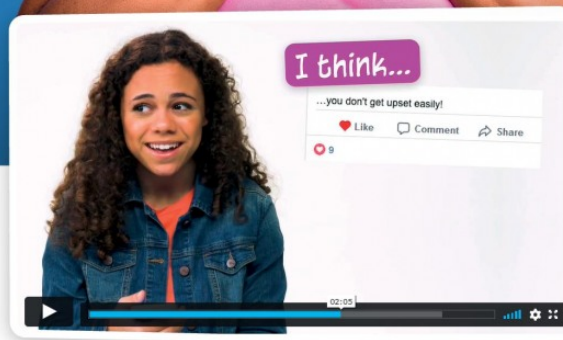 I think...
...you don't get upset easily!
Like Comment Share
9
02:05